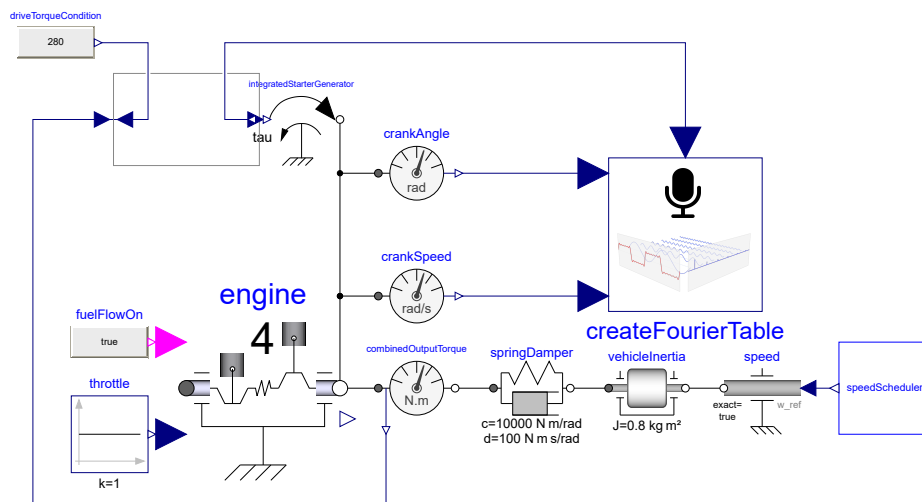 driveTorqueCondition
280
integratedStarterGenerator
tau
crankAngle
rad
crankSpeed
rad/s
engine
4
fuelFlowOn
true
throttle
k=1
combinedOutputTorque
N.m
springDamper
c=10000 N m/rad
d=100 N m s/rad
createFourierTable
vehicleInertia
J=0.8 kg m²
speed
exact=
true
w_ref
speedScheduler